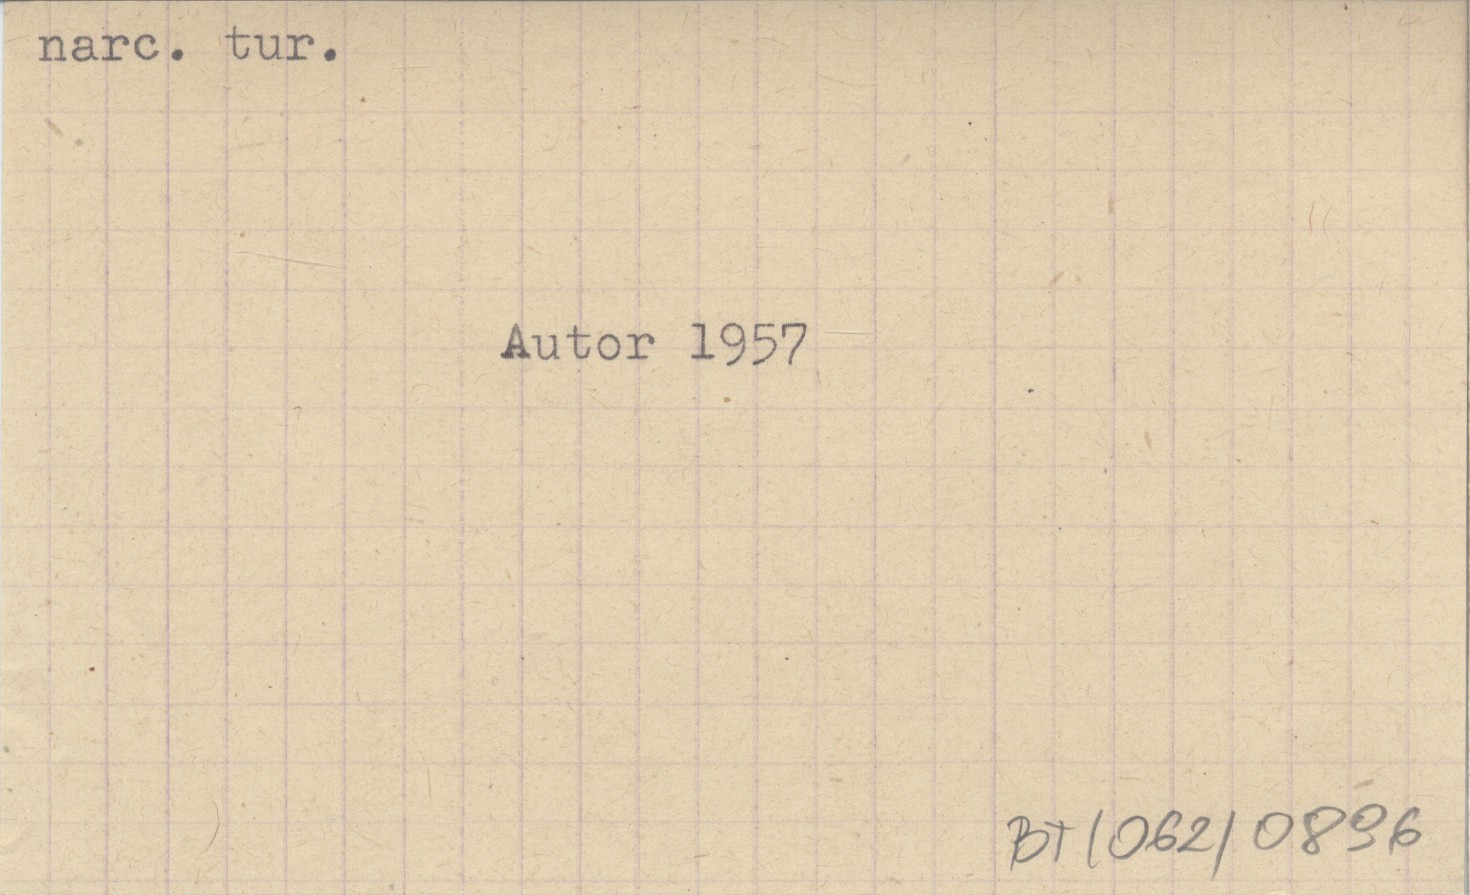 narc. tur.
Autor 1957
BT/062/0896